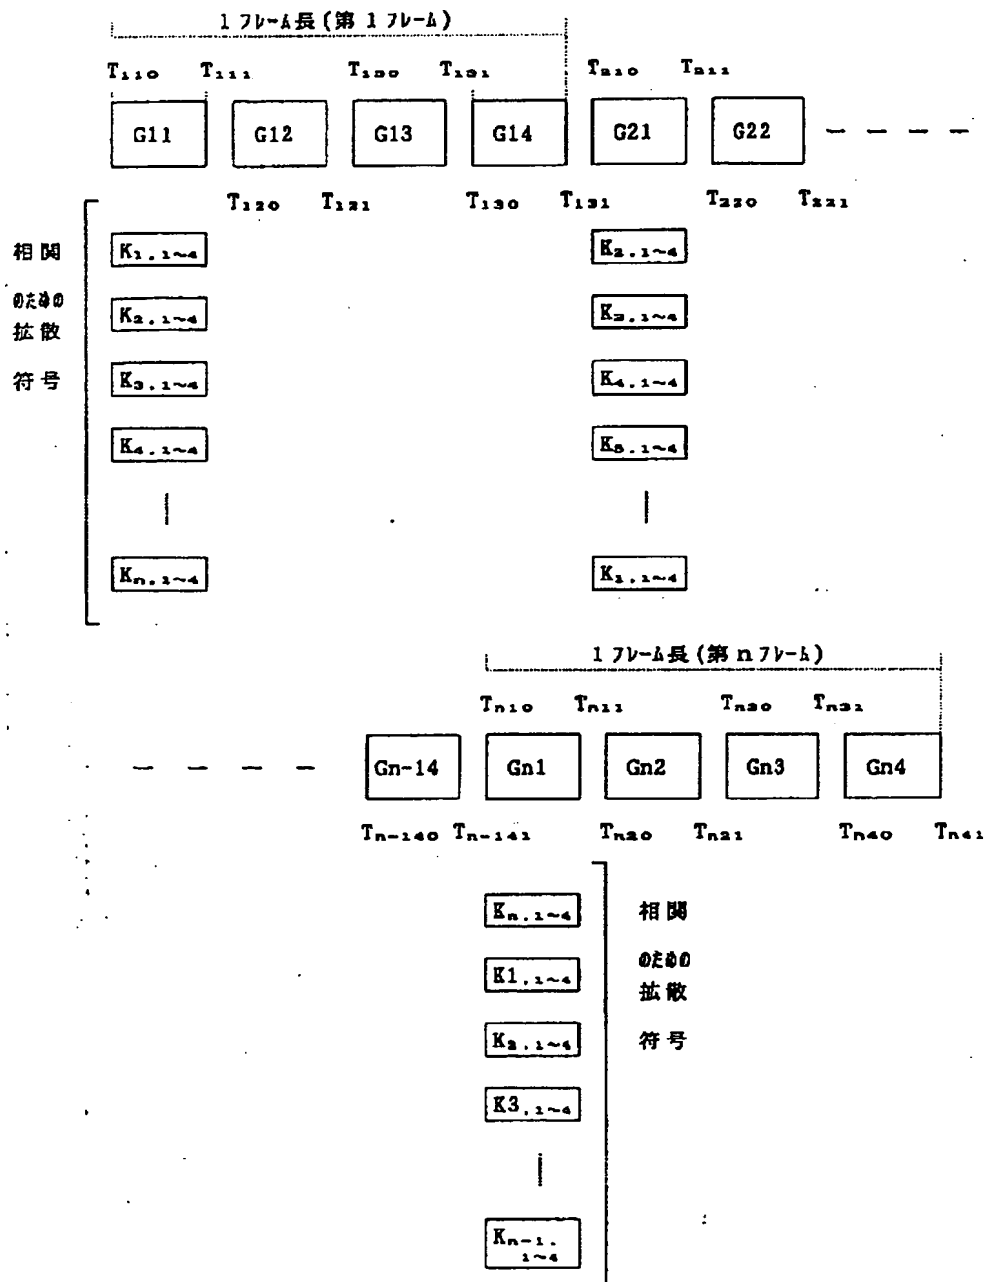 1 フレーム長 (第 1 フレーム)
T110 T111 T130 T131 T210 T211
G11 G12 G13 G14 G21 G22
T120 T121 T130 T131 T220 T221
相関
のための
拡散
符号
K1.1~4 K2.1~4
K2.1~4 K3.1~4
K3.1~4 K4.1~4
K4.1~4 K5.1~4
Kn.1~4 K1.1~4
1 フレーム長 (第 n フレーム)
Tn10 Tn11 Tn30 Tn31
Gn-14 Gn1 Gn2 Gn3 Gn4
Tn-140 Tn-141 Tn20 Tn21 Tn40 Tn41
Kn.1~4
K1.1~4
K2.1~4
K3.1~4
Kn-1.
1~4
相関
のための
拡散
符号